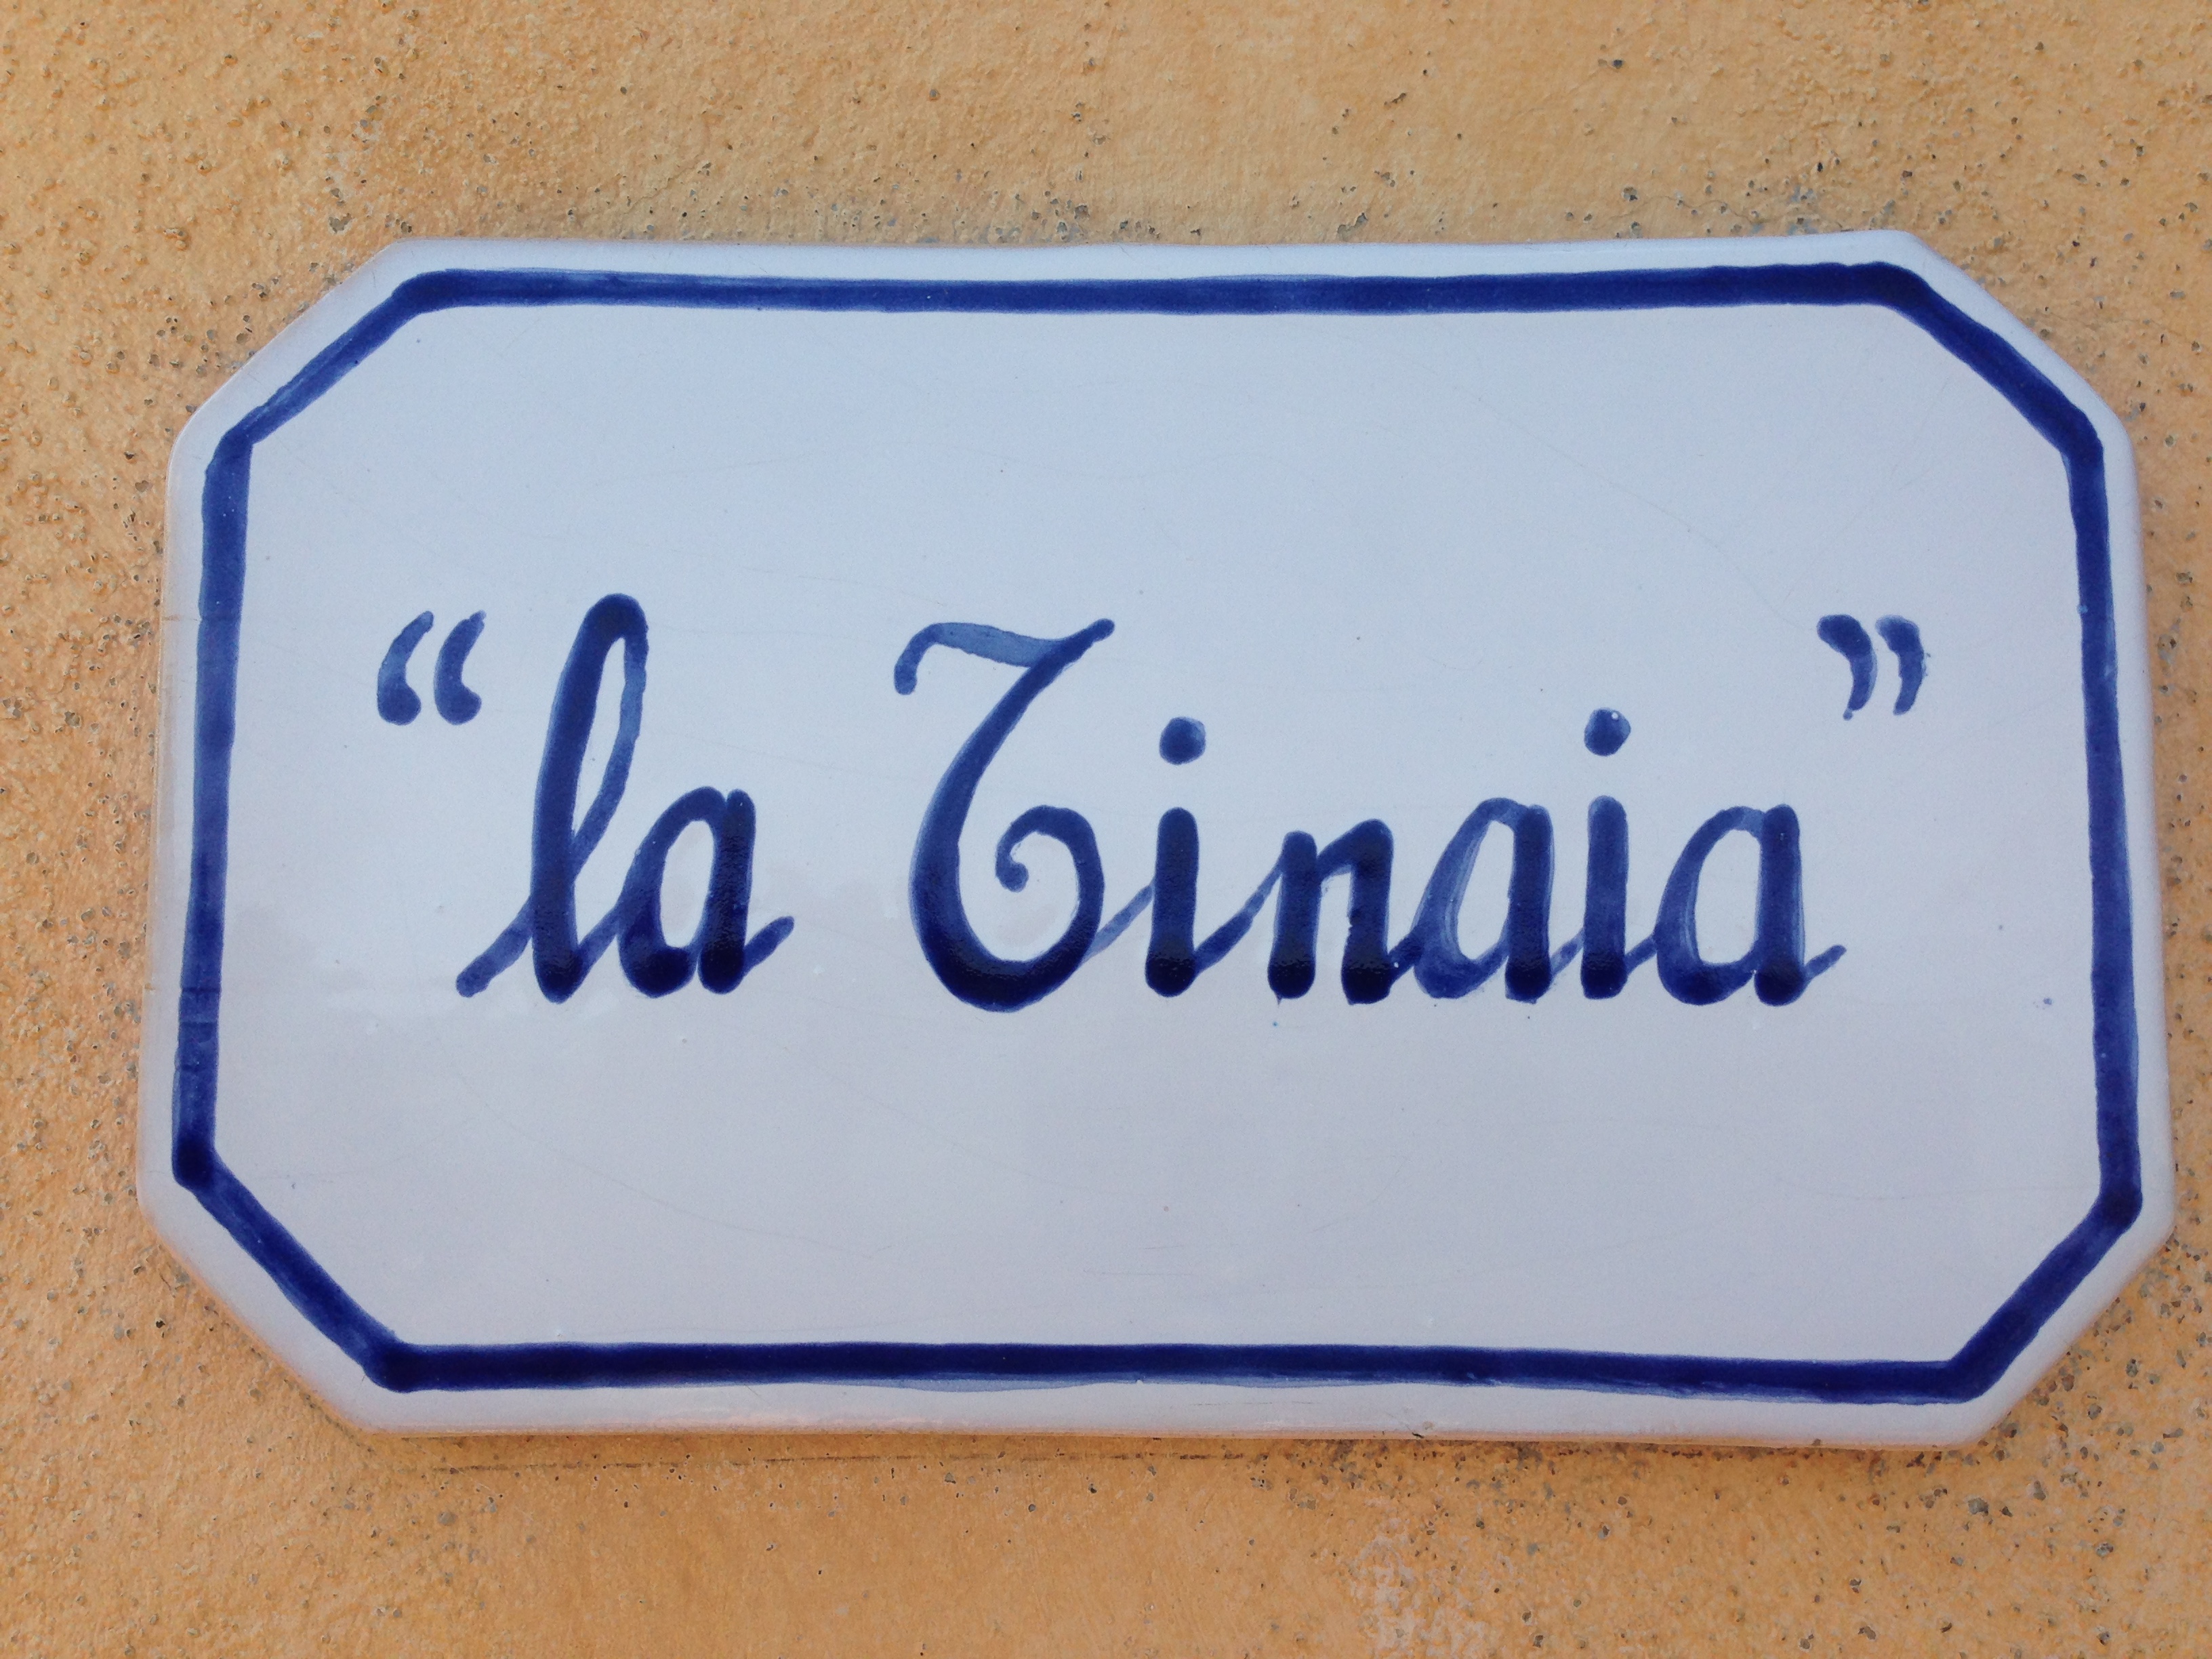 “la Tinaia”